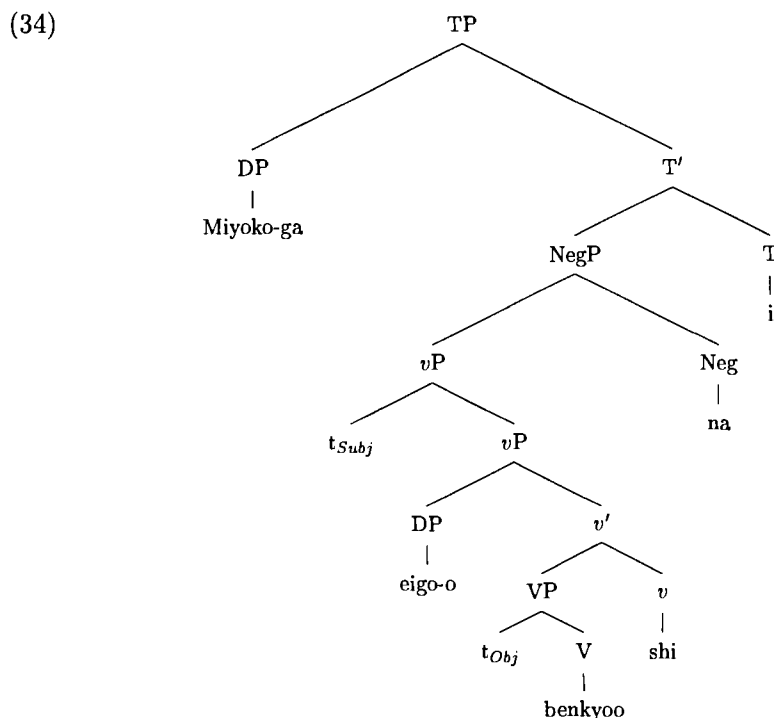 (34)
TP
DP T′
Miyoko-ga
NegP T
i
vP Neg
na
t_Subj vP
DP v′
eigo-o
VP v
t_Obj V shi
benkyoo